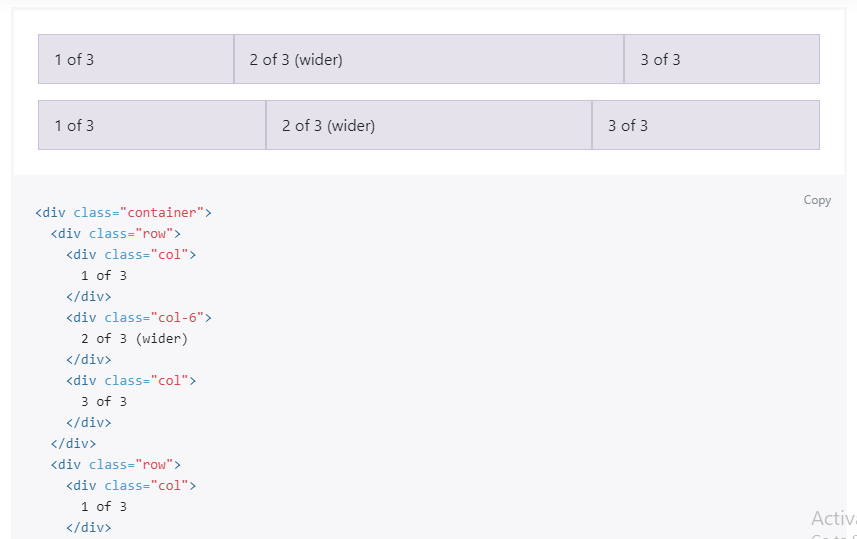 1 of 3 2 of 3 (wider) 3 of 3
1 of 3 2 of 3 (wider) 3 of 3
Copy
<div class="container">
<div class="row">
<div class="col">
1 of 3
</div>
<div class="col-6">
2 of 3 (wider)
</div>
<div class="col">
3 of 3
</div>
</div>
<div class="row">
<div class="col">
1 of 3
</div>